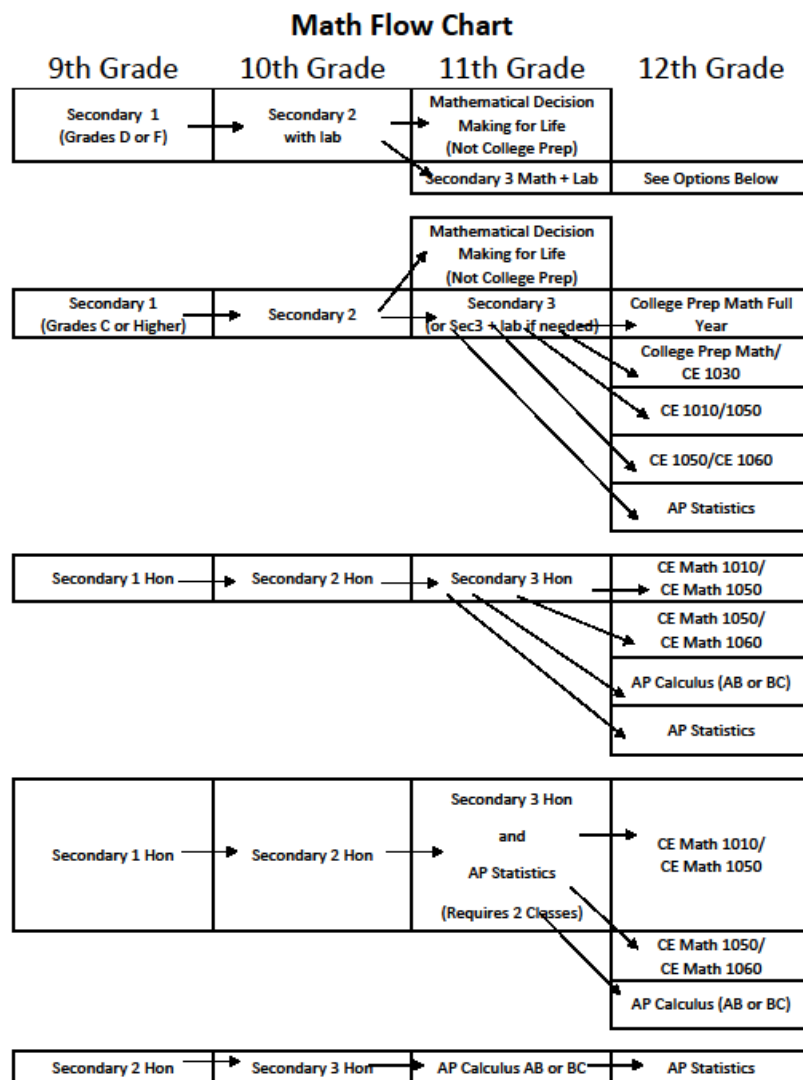 Math Flow Chart
9th Grade 10th Grade 11th Grade 12th Grade
Secondary 1
(Grades D or F)
Secondary 2
with lab
Mathematical Decision
Making for Life
(Not College Prep)
Secondary 3 Math + Lab
See Options Below
Mathematical Decision
Making for Life
(Not College Prep)
Secondary 1
(Grades C or Higher)
Secondary 2
Secondary 3
(or Sec3 + lab if needed)
College Prep Math Full
Year
College Prep Math/
CE 1030
CE 1010/1050
CE 1050/CE 1060
AP Statistics
Secondary 1 Hon
Secondary 2 Hon
Secondary 3 Hon
CE Math 1010/
CE Math 1050
CE Math 1050/
CE Math 1060
AP Calculus (AB or BC)
AP Statistics
Secondary 1 Hon
Secondary 2 Hon
Secondary 3 Hon
and
AP Statistics
(Requires 2 Classes)
CE Math 1010/
CE Math 1050
CE Math 1050/
CE Math 1060
AP Calculus (AB or BC)
Secondary 2 Hon
Secondary 3 Hon
AP Calculus AB or BC
AP Statistics